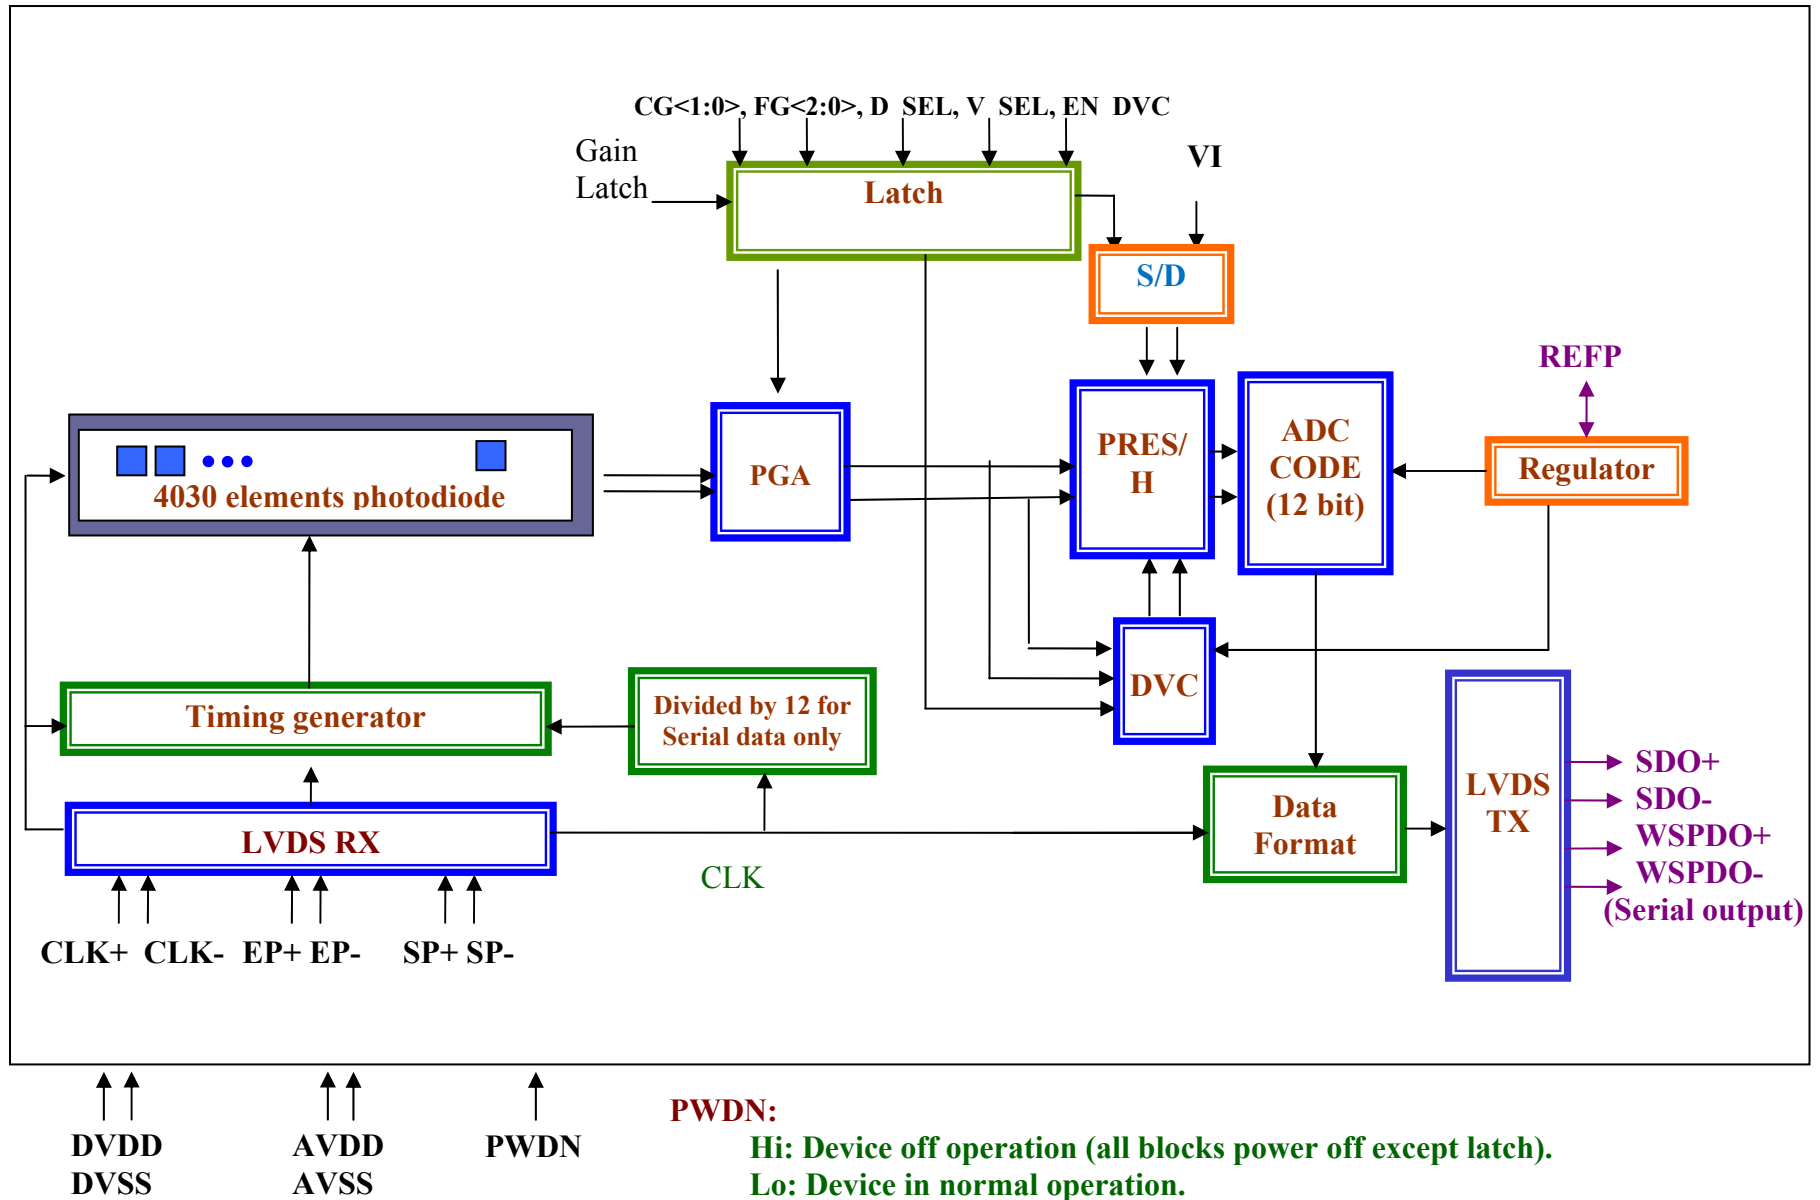 CG<1:0>, FG<2:0>, D SEL, V SEL, EN DVC
Gain
Latch
Latch
VI
S/D
REFP
4030 elements photodiode
PGA
PRES/
H
ADC
CODE
(12 bit)
Regulator
Timing generator
Divided by 12 for
Serial data only
DVC
LVDS RX
CLK
Data
Format
LVDS
TX
SDO+
SDO-
WSPDO+
WSPDO-
(Serial output)
CLK+ CLK- EP+ EP- SP+ SP-
DVDD
DVSS
AVDD
AVSS
PWDN
PWDN:
Hi: Device off operation (all blocks power off except latch).
Lo: Device in normal operation.